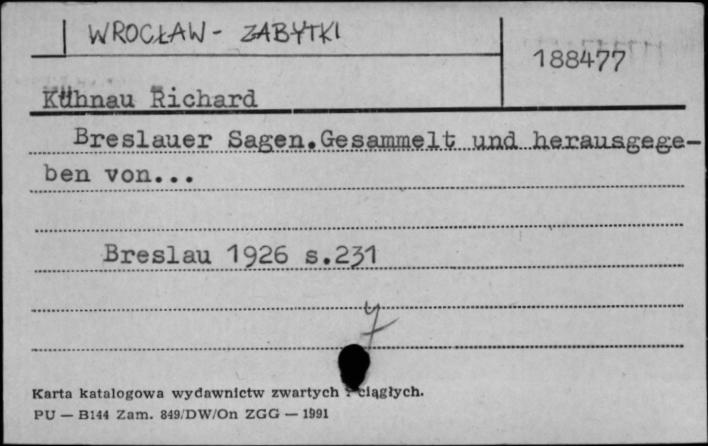 WROCŁAW - ZABYTKI
188477
Kühnau Richard
Breslauer Sagen.Gesammelt und herausgege-
ben von...
Breslau 1926 s.231
y
Karta katalogowa wydawnictw zwartych i ciągłych.
PU — B144 Zam. 849/DW/On ZGG — 1991